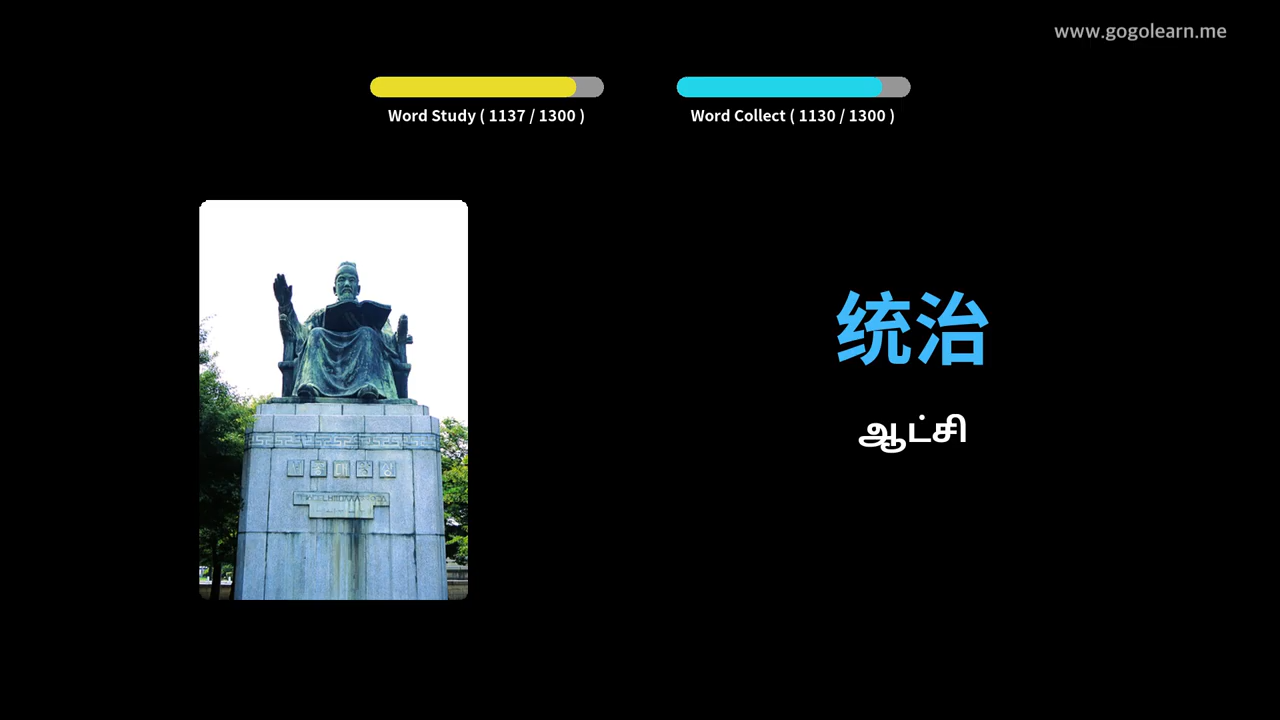 www.gogolearn.me
Word Study ( 1137 / 1300 )
Word Collect ( 1130 / 1300 )
统治
ஆட்சி